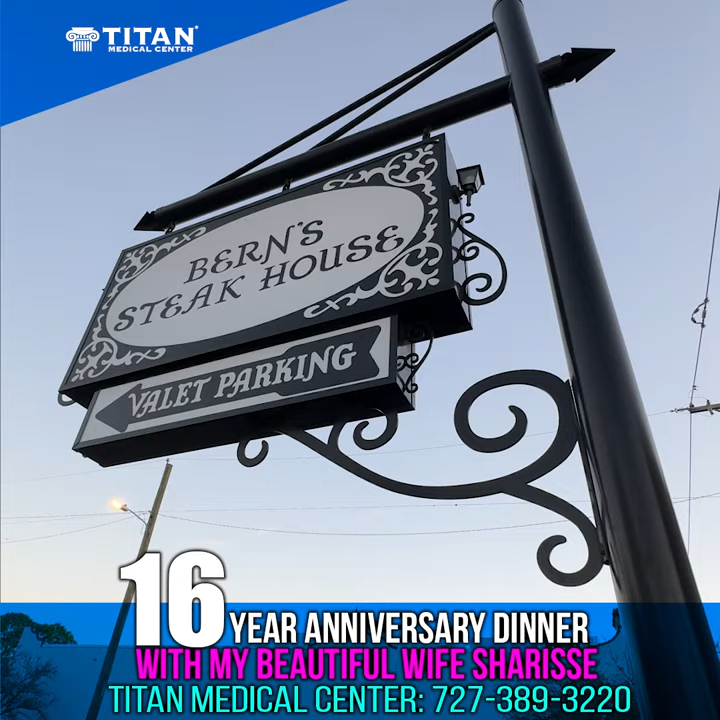 TITAN
MEDICAL CENTER
BERN'S
STEAK HOUSE
VALET PARKING
16 YEAR ANNIVERSARY DINNER
WITH MY BEAUTIFUL WIFE SHARISSE
TITAN MEDICAL CENTER: 727-389-3220